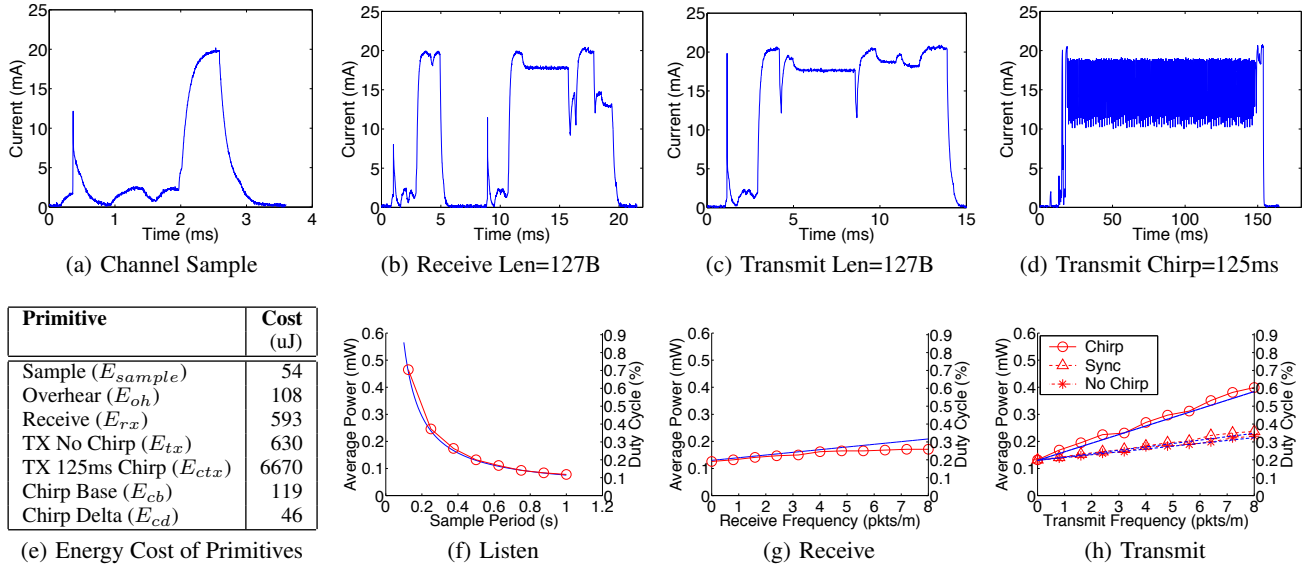 25
20
15
10
5
0
0 1 2 3 4
Current (mA)
Time (ms)
(a) Channel Sample
25
20
15
10
5
0
0 5 10 15 20
Current (mA)
Time (ms)
(b) Receive Len=127B
25
20
15
10
5
0
0 5 10 15
Current (mA)
Time (ms)
(c) Transmit Len=127B
25
20
15
10
5
0
0 50 100 150
Current (mA)
Time (ms)
(d) Transmit Chirp=125ms
Primitive Cost
(uJ)
Sample (E_sample) 54
Overhear (E_oh) 108
Receive (E_rx) 593
TX No Chirp (E_tx) 630
TX 125ms Chirp (E_ctx) 6670
Chirp Base (E_cb) 119
Chirp Delta (E_cd) 46
(e) Energy Cost of Primitives
0.6
0.5
0.4
0.3
0.2
0.1
0
0 0.2 0.4 0.6 0.8 1.0 1.2
Average Power (mW)
Sample Period (s)
0.9
0.8
0.7
0.6
0.5
0.4
0.3
0.2
0.1
Duty Cycle (%)
(f) Listen
0.6
0.5
0.4
0.3
0.2
0.1
0
0 1 2 3 4 5 6 7 8
Average Power (mW)
Receive Frequency (pkts/m)
0.9
0.8
0.7
0.6
0.5
0.4
0.3
0.2
0.1
Duty Cycle (%)
(g) Receive
0.6
0.5
0.4
0.3
0.2
0.1
0
0 1 2 3 4 5 6 7 8
Average Power (mW)
Transmit Frequency (pkts/m)
0.9
0.8
0.7
0.6
0.5
0.4
0.3
0.2
0.1
Duty Cycle (%)
Chirp
Sync
No Chirp
(h) Transmit